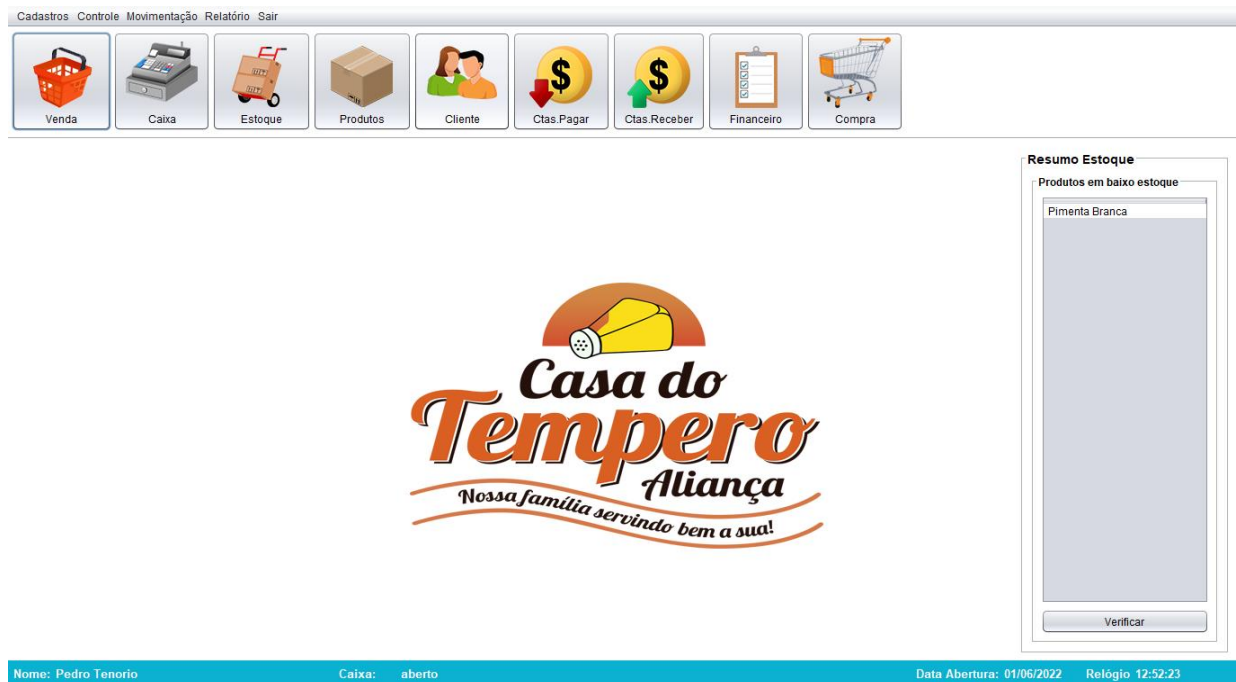 Cadastros Controle Movimentação Relatório Sair
Venda Caixa Estoque Produtos Cliente Ctas.Pagar Ctas.Receber Financeiro Compra
Resumo Estoque
Produtos em baixo estoque
Pimenta Branca
Casa do
Tempero
Aliança
Nossa família servindo bem a sua!
Verificar
Nome: Pedro Tenorio Caixa: aberto Data Abertura: 01/06/2022 Relógio 12:52:23